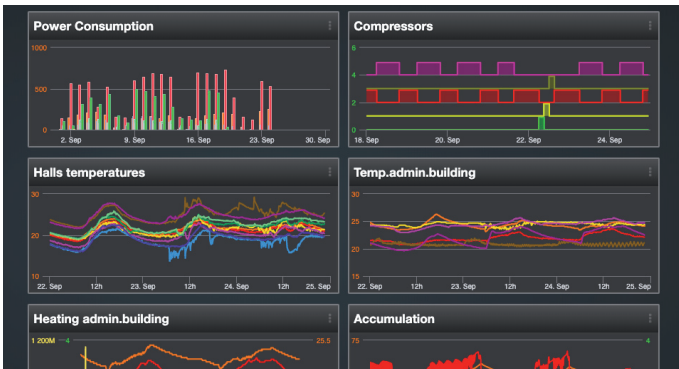 Power Consumption
1000
500
0
2. Sep 9. Sep 16. Sep 23. Sep 30. Sep
Compressors
6
4
2
0
18. Sep 20. Sep 22. Sep 24. Sep
Halls temperatures
30
20
10
22. Sep 12h 23. Sep 12h 24. Sep 12h 25. Sep
Temp.admin.building
30
25
20
15
22. Sep 12h 23. Sep 12h 24. Sep 12h 25. Sep
Heating admin.building
1 200M 4 25.5
Accumulation
75 4